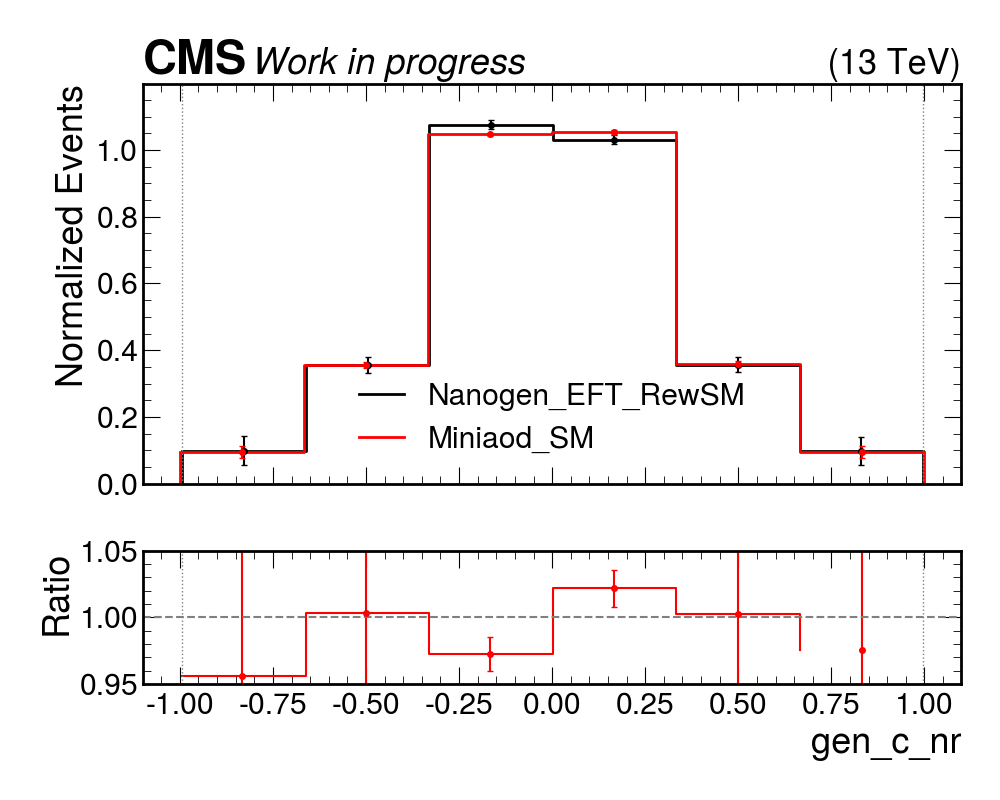 CMS Work in progress (13 TeV)
Normalized Events
1.0
0.8
0.6
0.4
0.2
0.0
Nanogen_EFT_RewSM
Miniaod_SM
Ratio
1.05
1.00
0.95
-1.00 -0.75 -0.50 -0.25 0.00 0.25 0.50 0.75 1.00
gen_c_nr